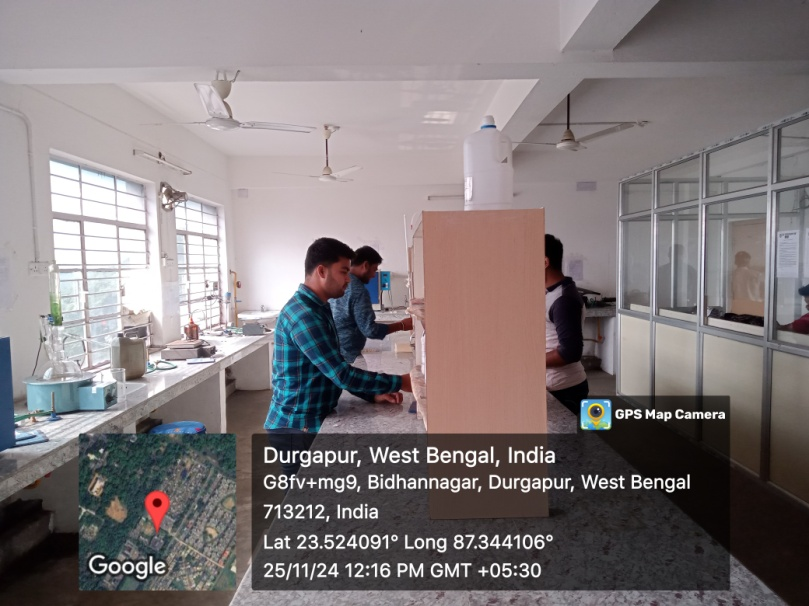 GPS Map Camera
Durgapur, West Bengal, India
G8fv+mg9, Bidhannagar, Durgapur, West Bengal
713212, India
Lat 23.524091° Long 87.344106°
25/11/24 12:16 PM GMT +05:30
Google